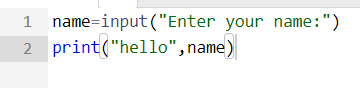 1 name=input("Enter your name:")
2 print("hello",name)